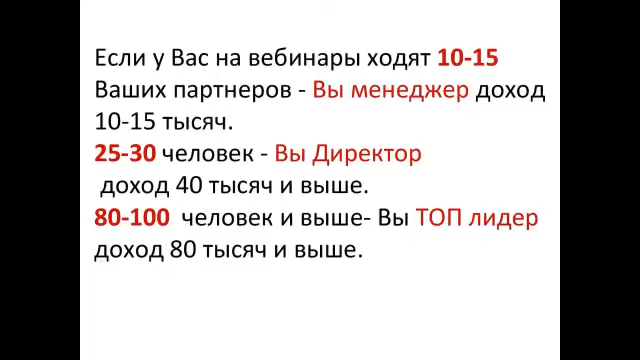 Если у Вас на вебинары ходят 10-15
Ваших партнеров - Вы менеджер доход
10-15 тысяч.
25-30 человек - Вы Директор
доход 40 тысяч и выше.
80-100 человек и выше- Вы ТОП лидер
доход 80 тысяч и выше.